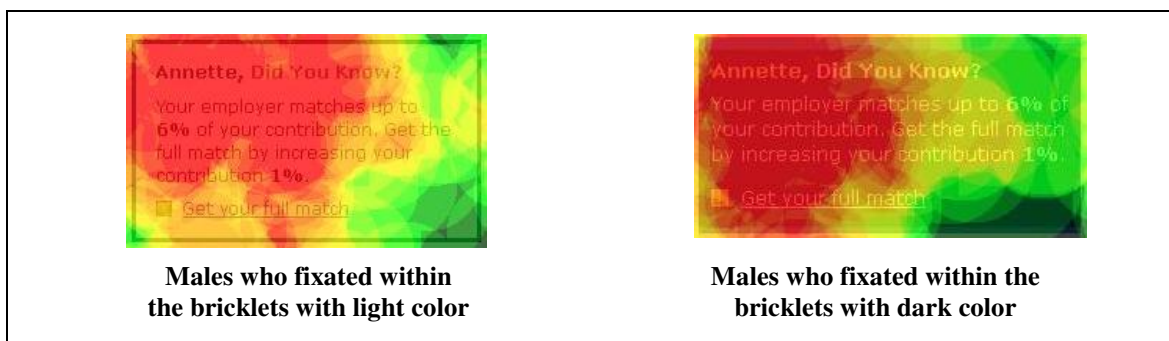 Annette, Did You Know?
Your employer matches up to
6% of your contribution. Get the
full match by increasing your
contribution 1%.
Get your full match
Males who fixated within
the bricklets with light color
Annette, Did You Know?
Your employer matches up to 6% of
your contribution. Get the full match
by increasing your contribution 1%.
Get your full match
Males who fixated within the
bricklets with dark color